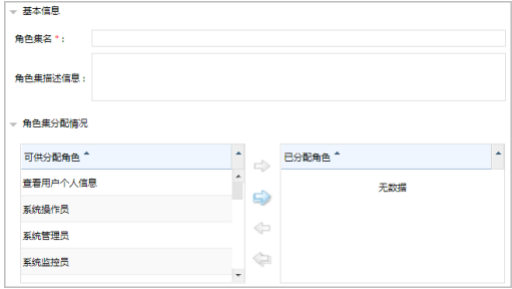 基本信息
角色集名 *：
角色集描述信息：
角色集分配情况
可供分配角色
已分配角色
查看用户个人信息
无数据
系统操作员
系统管理员
系统监控员